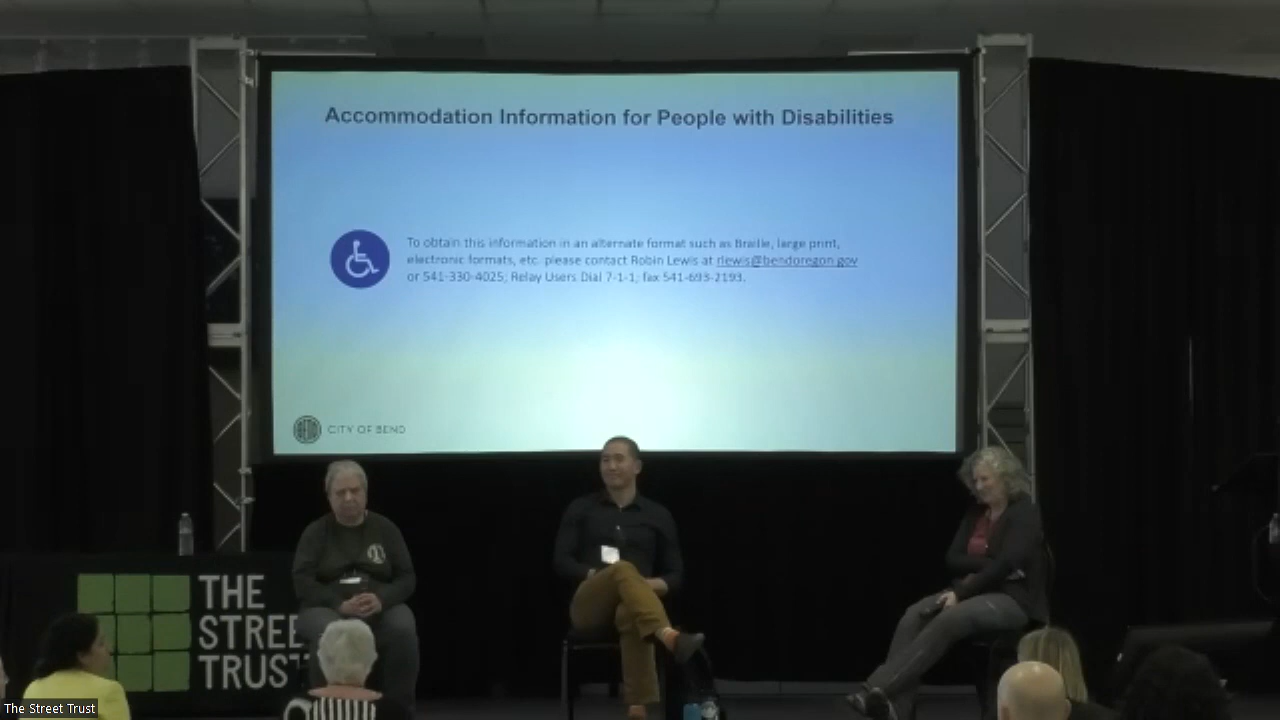 Accommodation Information for People with Disabilities
To obtain this information in an alternate format such as Braille, large print,
electronic formats, etc. please contact Robin Lewis at rlewis@bendoregon.gov
or 541-330-4025; Relay Users Dial 7-1-1; fax 541-693-2193.
BEND
CITY OF BEND
THE
STREE
TRUST
The Street Trust